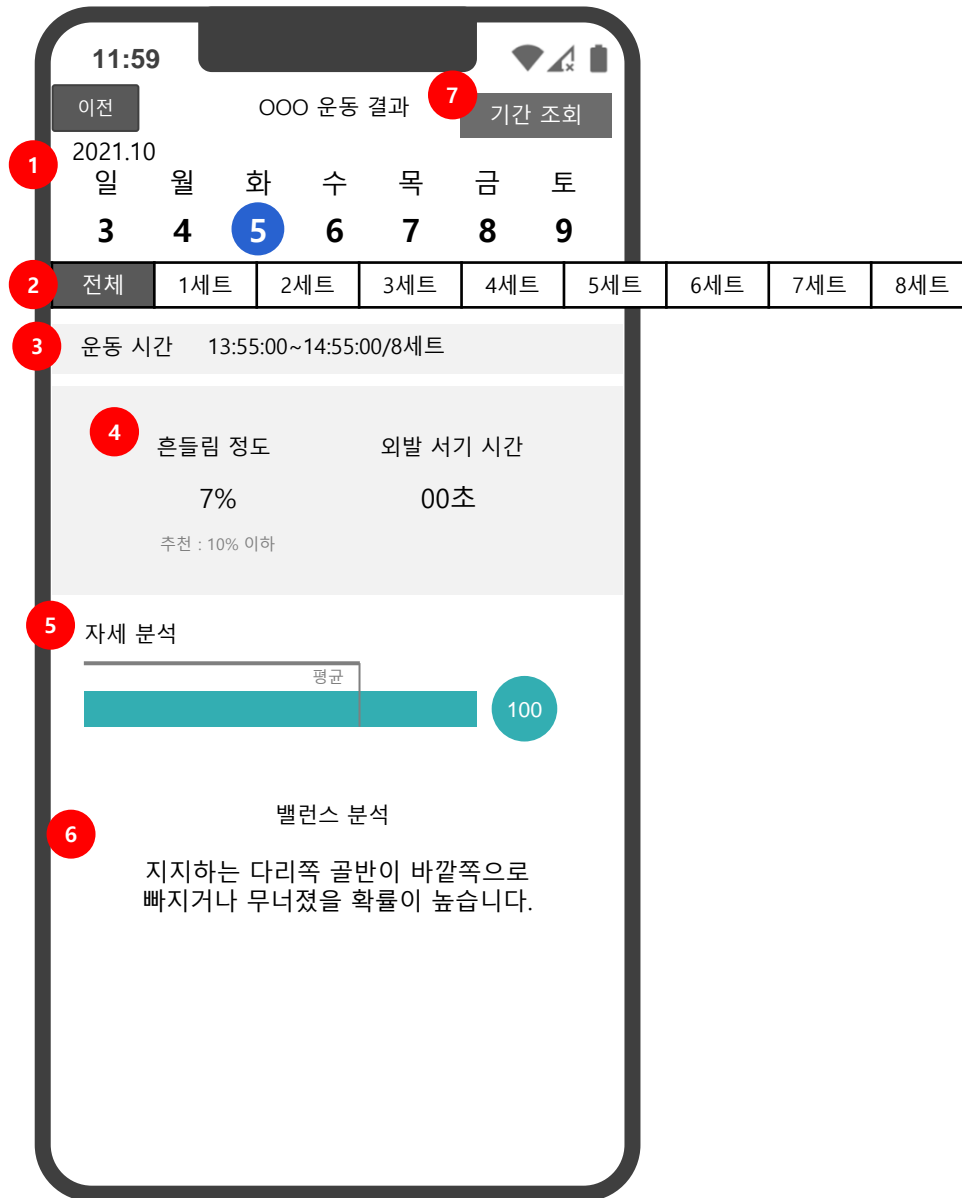 11:59
이전
OOO 운동 결과
7
기간 조회
1
2021.10
일 월 화 수 목 금 토
3 4 5 6 7 8 9
2
전체 1세트 2세트 3세트 4세트 5세트 6세트 7세트 8세트
3
운동 시간 13:55:00~14:55:00/8세트
4
흔들림 정도 외발 서기 시간
7% 00초
추천 : 10% 이하
5
자세 분석
평균
100
밸런스 분석
6
지지하는 다리쪽 골반이 바깥쪽으로
빠지거나 무너졌을 확률이 높습니다.